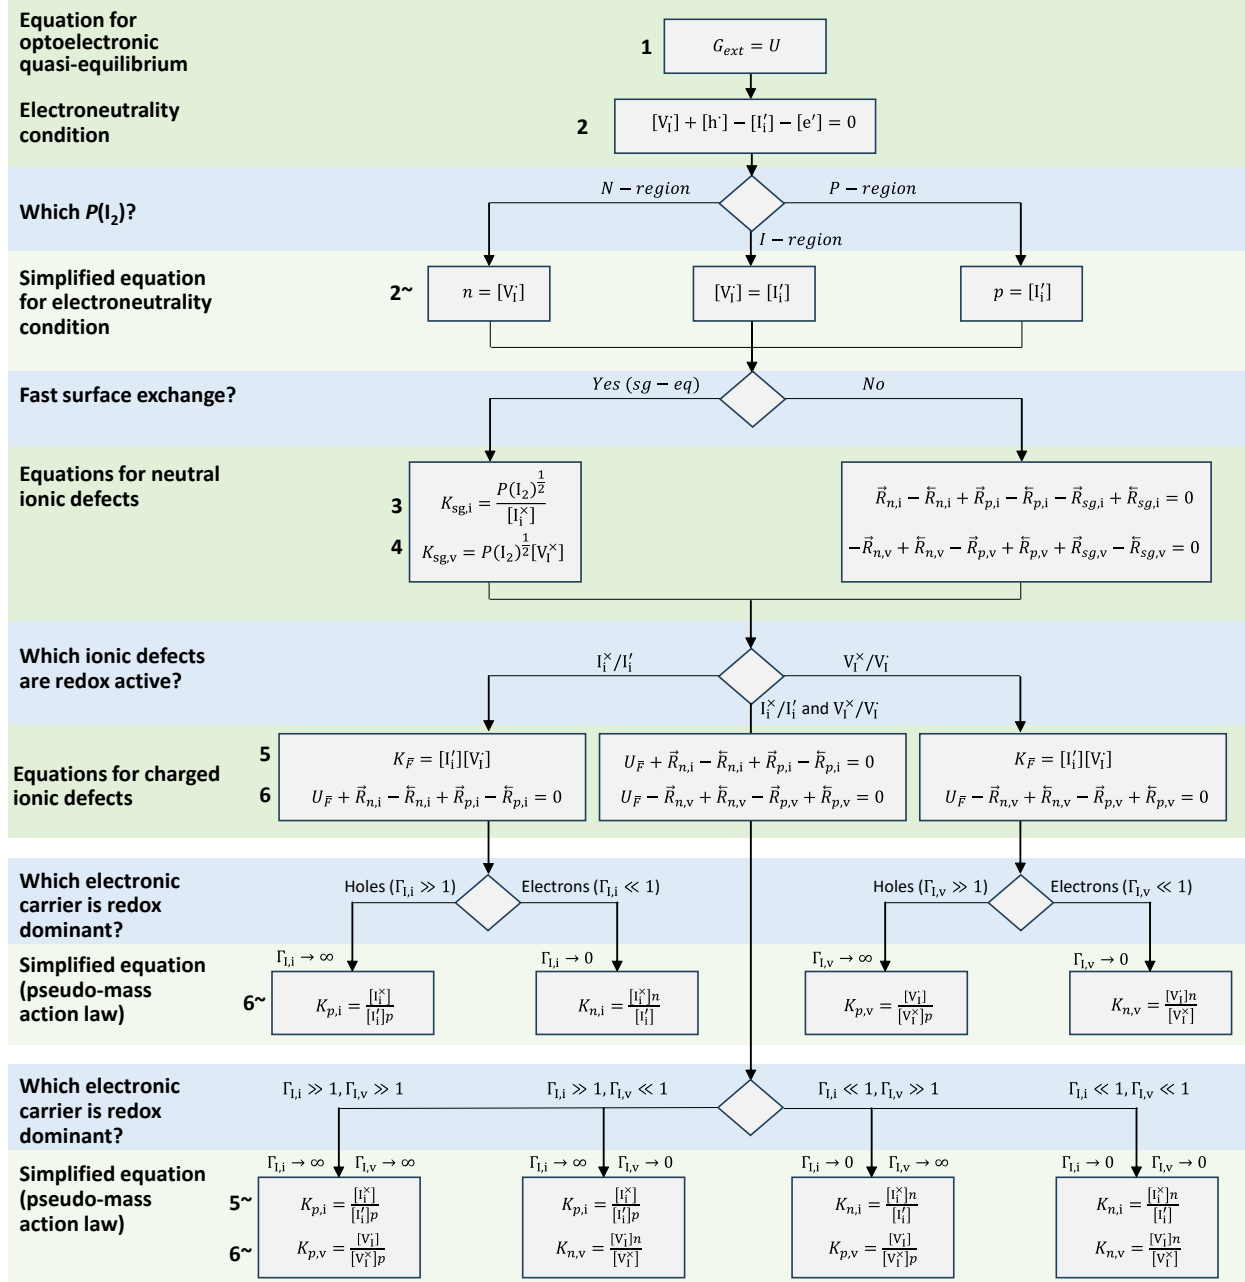 Equation for
optoelectronic
quasi-equilibrium
1
G_ext = U
Electroneutrality
condition
2
[V_I^·] + [h^·] − [I_i′] − [e′] = 0
Which P(I₂)?
N − region
P − region
I − region
Simplified equation
for electroneutrality
condition
2~
n = [V_I^·]
[V_I^·] = [I_i′]
p = [I_i′]
Fast surface exchange?
Yes (sg − eq)
No
Equations for neutral
ionic defects
3
K_sg,i = P(I₂)^(1/2) / [I_i^×]
4
K_sg,v = P(I₂)^(1/2) [V_I^×]
R⃗_n,i − R⃖_n,i + R⃗_p,i − R⃖_p,i − R⃗_sg,i + R⃖_sg,i = 0
−R⃗_n,v + R⃖_n,v − R⃗_p,v + R⃖_p,v + R⃗_sg,v − R⃖_sg,v = 0
Which ionic defects
are redox active?
I_i^×/I_i′
V_I^×/V_I^·
I_i^×/I_i′ and V_I^×/V_I^·
Equations for charged
ionic defects
5
K_F̄ = [I_i′][V_I^·]
6
U_F̄ + R⃗_n,i − R⃖_n,i + R⃗_p,i − R⃖_p,i = 0
U_F̄ + R⃗_n,i − R⃖_n,i + R⃗_p,i − R⃖_p,i = 0
U_F̄ − R⃗_n,v + R⃖_n,v − R⃗_p,v + R⃖_p,v = 0
K_F̄ = [I_i′][V_I^·]
U_F̄ − R⃗_n,v + R⃖_n,v − R⃗_p,v + R⃖_p,v = 0
Which electronic
carrier is redox
dominant?
Holes (Γ_I,i ≫ 1)
Electrons (Γ_I,i ≪ 1)
Holes (Γ_I,v ≫ 1)
Electrons (Γ_I,v ≪ 1)
Simplified equation
(pseudo-mass
action law)
6~
Γ_I,i → ∞
K_p,i = [I_i^×] / [I_i′]p
Γ_I,i → 0
K_n,i = [I_i^×]n / [I_i′]
Γ_I,v → ∞
K_p,v = [V_I^·] / [V_I^×]p
Γ_I,v → 0
K_n,v = [V_I^·]n / [V_I^×]
Which electronic
carrier is redox
dominant?
Γ_I,i ≫ 1, Γ_I,v ≫ 1
Γ_I,i ≫ 1, Γ_I,v ≪ 1
Γ_I,i ≪ 1, Γ_I,v ≫ 1
Γ_I,i ≪ 1, Γ_I,v ≪ 1
Simplified equation
(pseudo-mass
action law)
5~
6~
Γ_I,i → ∞ Γ_I,v → ∞
K_p,i = [I_i^×] / [I_i′]p
K_p,v = [V_I^·] / [V_I^×]p
Γ_I,i → ∞ Γ_I,v → 0
K_p,i = [I_i^×] / [I_i′]p
K_n,v = [V_I^·]n / [V_I^×]
Γ_I,i → 0 Γ_I,v → ∞
K_n,i = [I_i^×]n / [I_i′]
K_p,v = [V_I^·] / [V_I^×]p
Γ_I,i → 0 Γ_I,v → 0
K_n,i = [I_i^×]n / [I_i′]
K_n,v = [V_I^·]n / [V_I^×]